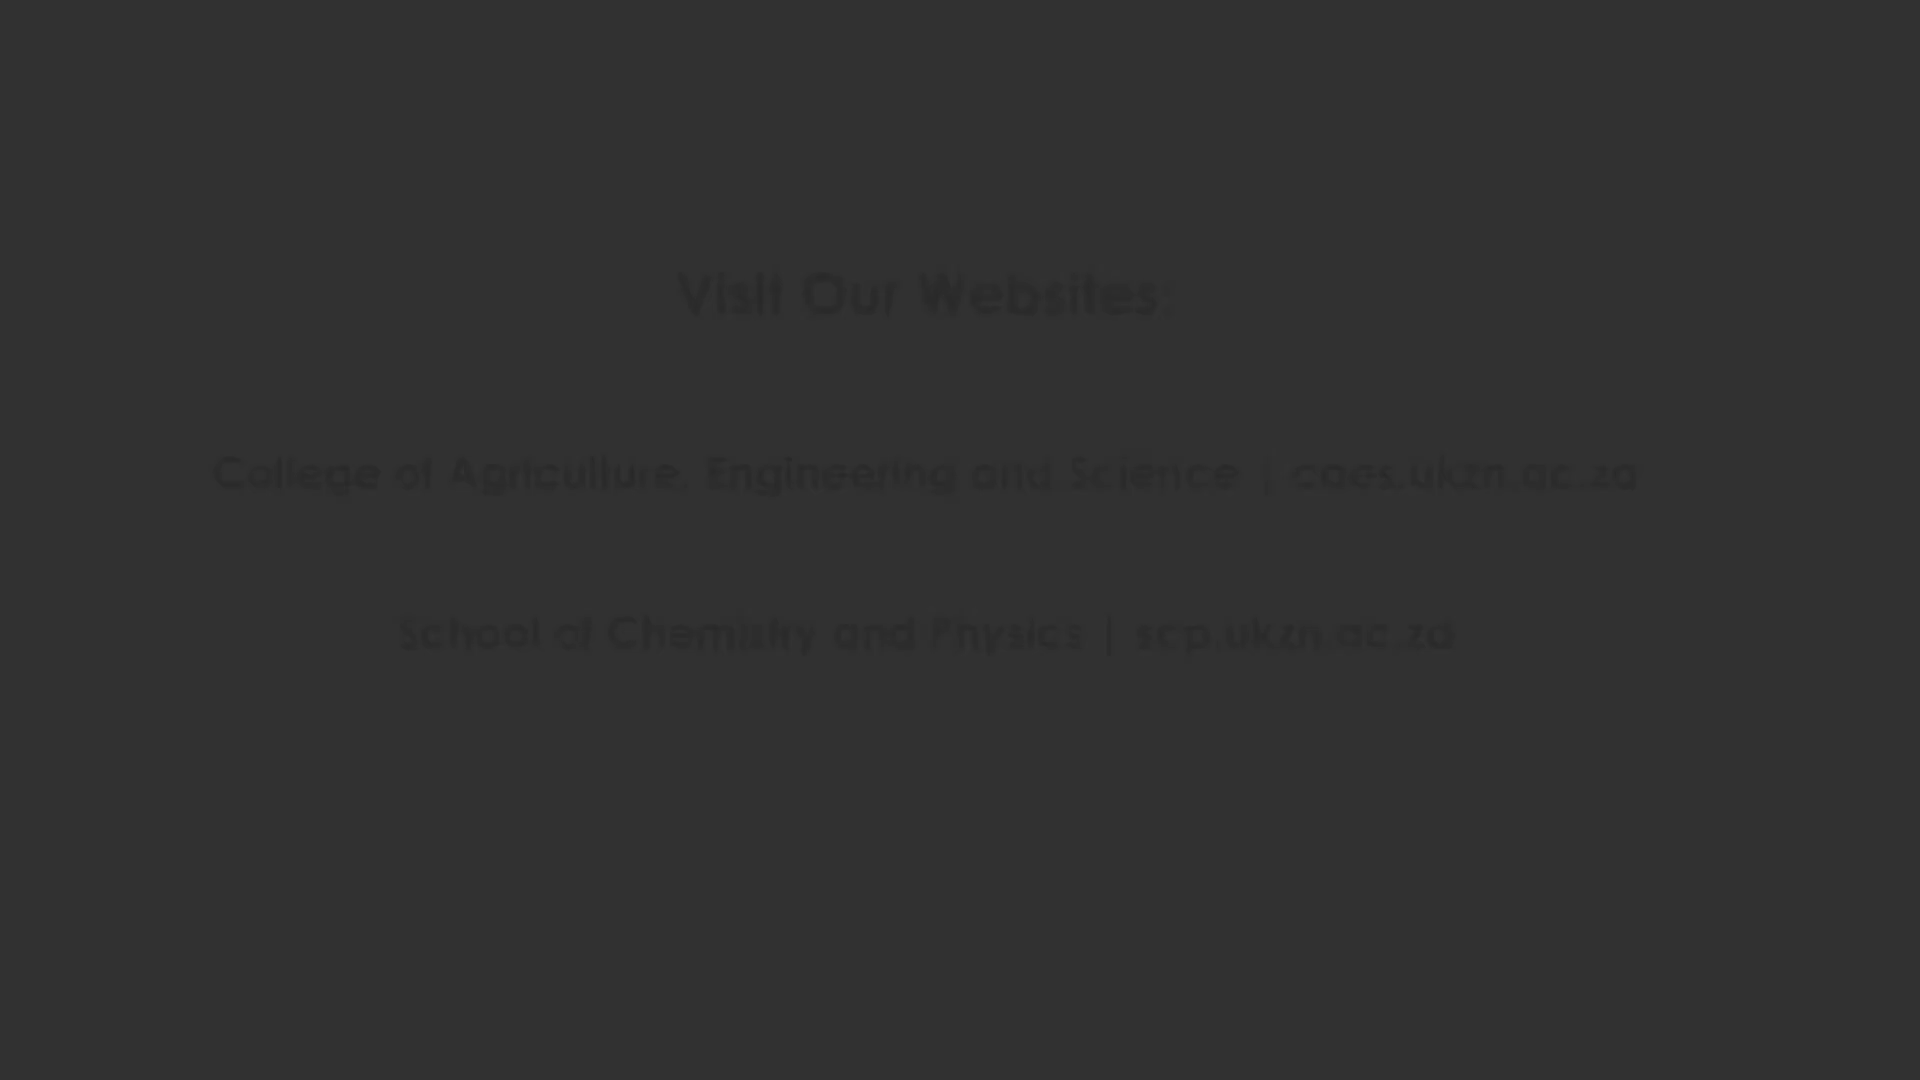 Visit Our Websites:
College of Agriculture, Engineering and Science | caes.ukzn.ac.za
School of Chemistry and Physics | scp.ukzn.ac.za